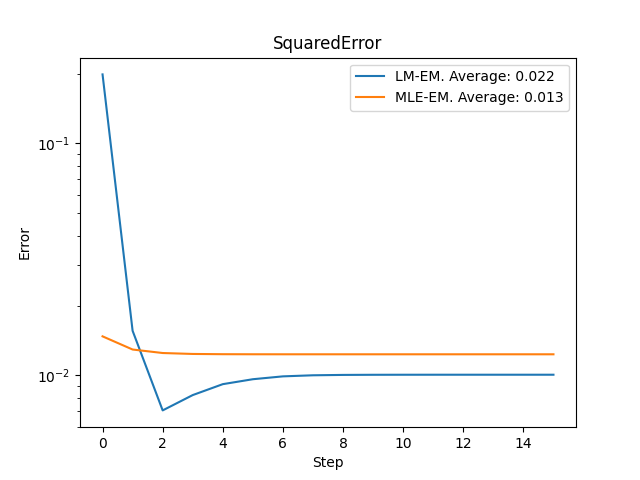 SquaredError
LM-EM. Average: 0.022
MLE-EM. Average: 0.013
Error
10⁻¹
10⁻²
0 2 4 6 8 10 12 14
Step